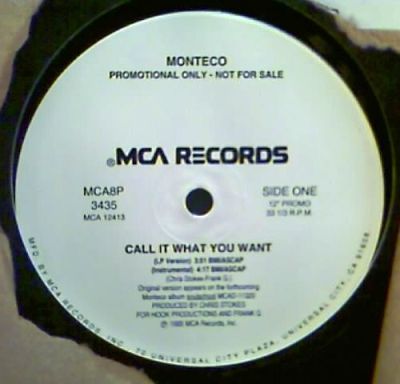 MONTECO
PROMOTIONAL ONLY - NOT FOR SALE
® MCA RECORDS
MCA8P
3435
MCA 12413
SIDE ONE
12" PROMO
33 1/3 R.P.M.
CALL IT WHAT YOU WANT
(LP Version) 3:51 BMI/ASCAP
(Instrumental) 4:17 BMI/ASCAP
(Chris Stokes-Frank G.)
Original version appears on the forthcoming
Monteco album MCAD-11323
PRODUCED BY CHRIS STOKES
FOR HOOK PRODUCTIONS AND FRANK G.
1995 MCA Records, Inc.
MFD. BY MCA RECORDS, INC., 70 UNIVERSAL CITY PLAZA, UNIVERSAL CITY, CA 91608